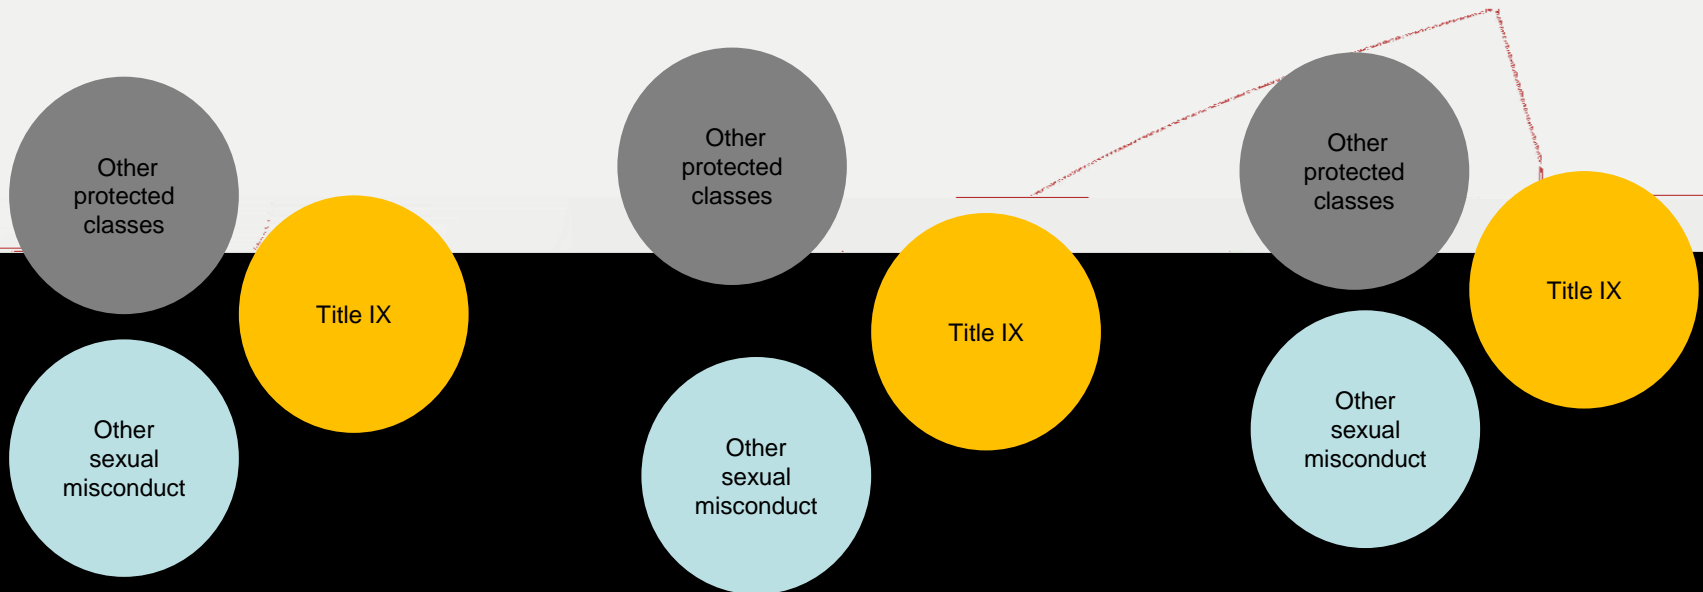 Other
protected
classes
Title IX
Other
sexual
misconduct
Other
protected
classes
Title IX
Other
sexual
misconduct
Other
protected
classes
Title IX
Other
sexual
misconduct